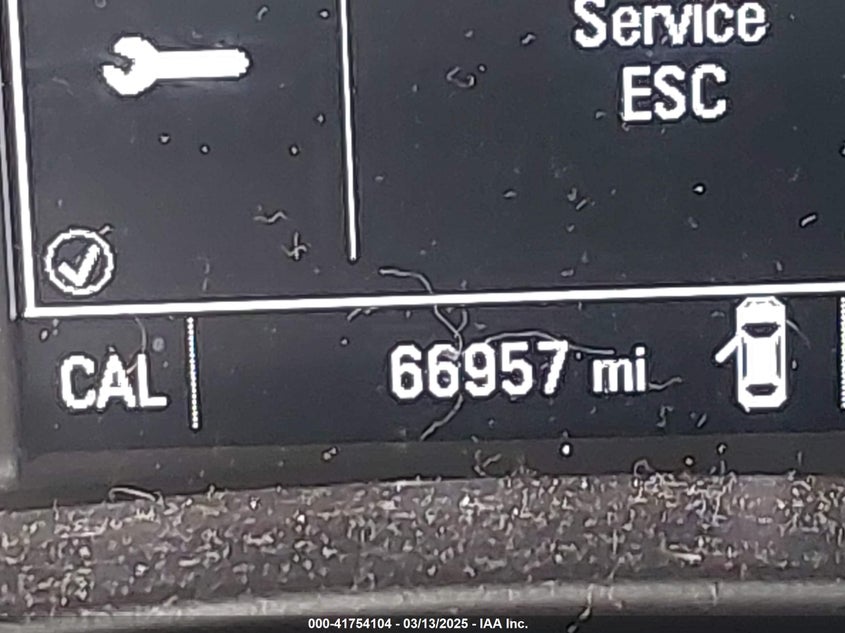 Service
ESC
CAL
66957 mi
000-41754104 - 03/13/2025 - IAA Inc.